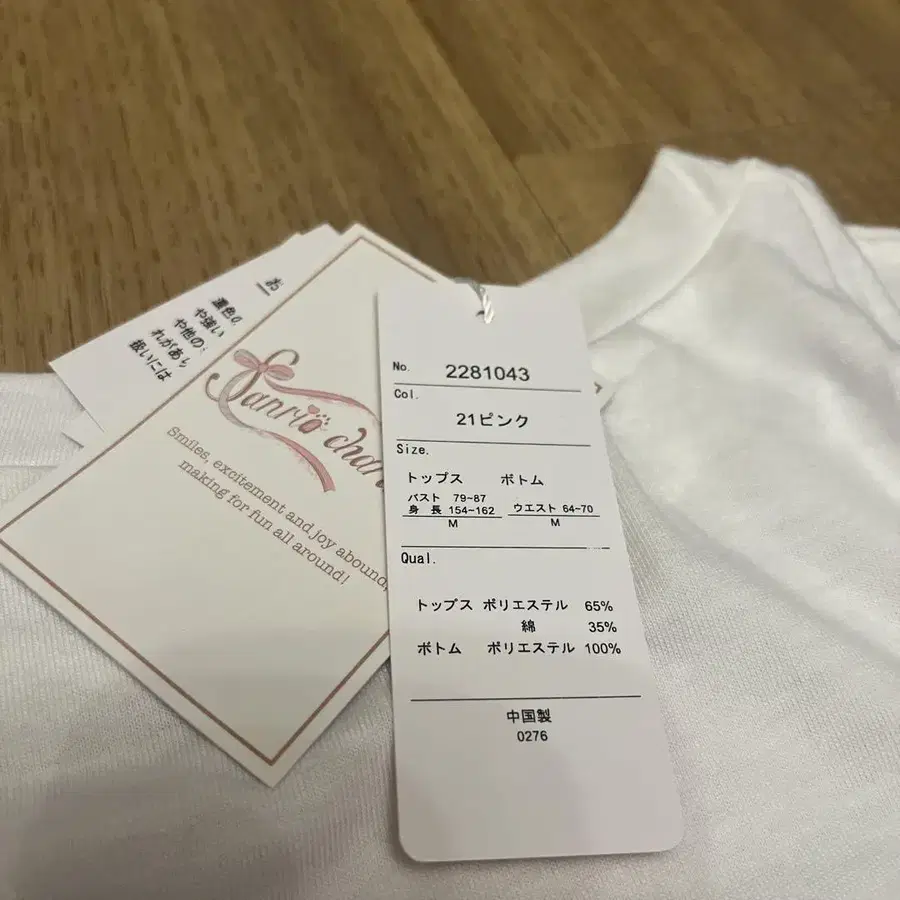 No. 2281043
Col.
21ピンク
Size.
トップス ボトム
バスト 79~87
身 長 154~162 ウエスト 64~70
M M
Qual.
トップス ポリエステル 65%
綿 35%
ボトム ポリエステル 100%
中国製
0276
Sanrio chan
Smiles, excitement and joy abound,
making for fun all around!
お
濃色の
や強い
や他の
れがあり
扱いには